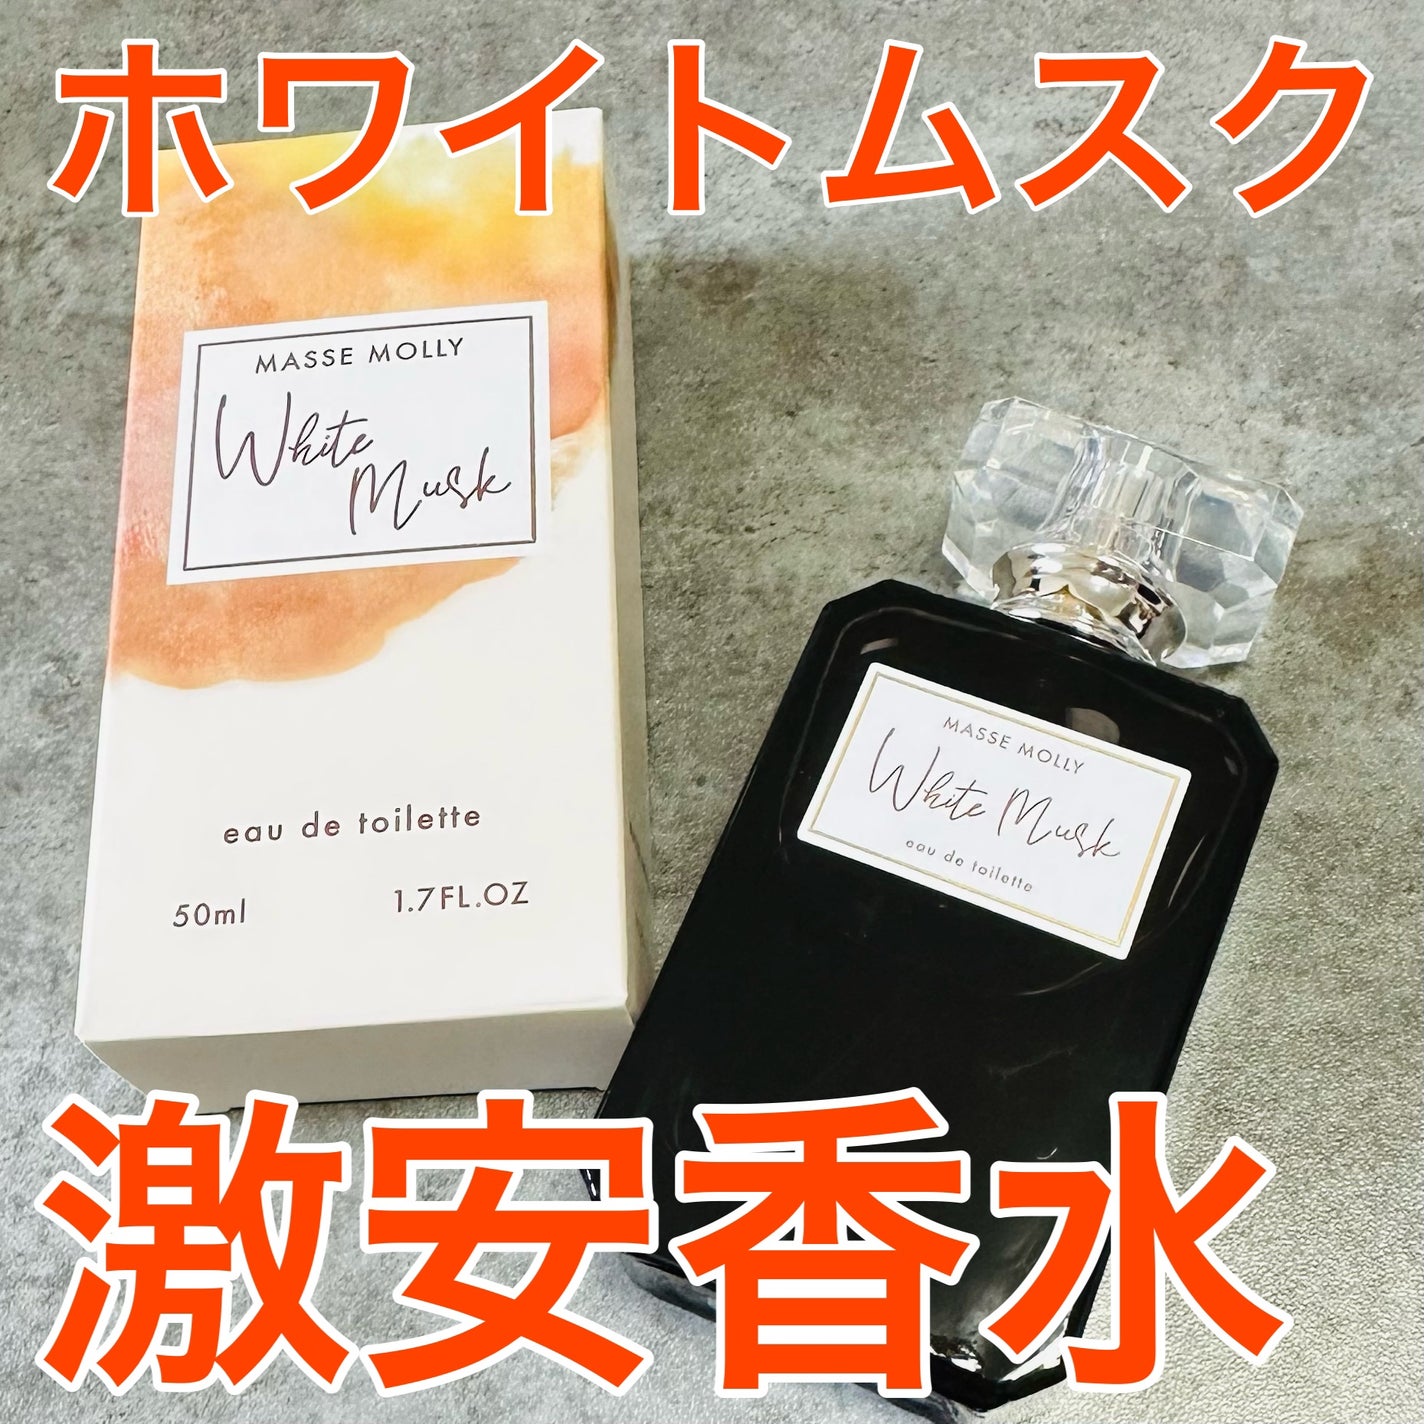 ホワイトムスク
MASSE MOLLY
White
Musk
eau de toilette
50ml 1.7FL.OZ
MASSE MOLLY
White Musk
eau de toilette
激安香水